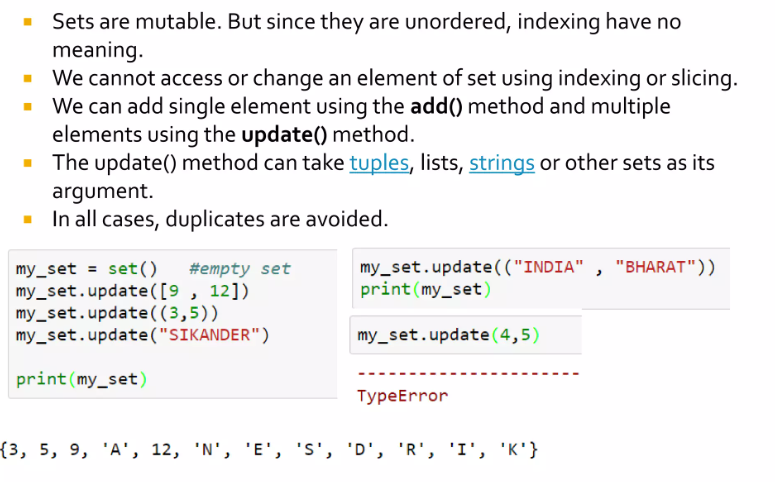 Sets are mutable. But since they are unordered, indexing have no
meaning.
We cannot access or change an element of set using indexing or slicing.
We can add single element using the add() method and multiple
elements using the update() method.
The update() method can take tuples, lists, strings or other sets as its
argument.
In all cases, duplicates are avoided.
my_set = set()   #empty set
my_set.update([9 , 12])
my_set.update((3,5))
my_set.update("SIKANDER")
print(my_set)
my_set.update(("INDIA" , "BHARAT"))
print(my_set)
my_set.update(4,5)
----------------------
TypeError
{3, 5, 9, 'A', 12, 'N', 'E', 'S', 'D', 'R', 'I', 'K'}